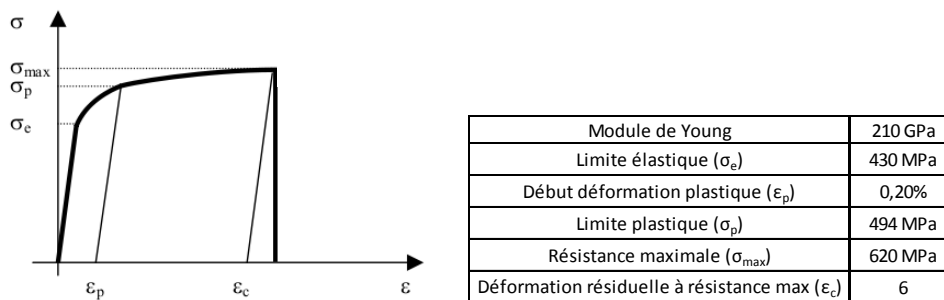 σ
σmax
σp
σe
εp
εc
ε
Module de Young 210 GPa
Limite élastique (σe) 430 MPa
Début déformation plastique (εp) 0,20%
Limite plastique (σp) 494 MPa
Résistance maximale (σmax) 620 MPa
Déformation résiduelle à résistance max (εc) 6